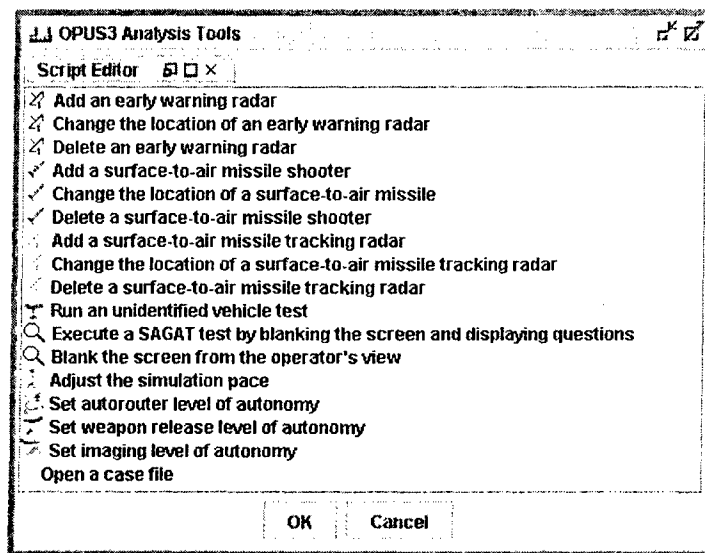 OPUS3 Analysis Tools
Script Editor
Add an early warning radar
Change the location of an early warning radar
Delete an early warning radar
Add a surface-to-air missile shooter
Change the location of a surface-to-air missile
Delete a surface-to-air missile shooter
Add a surface-to-air missile tracking radar
Change the location of a surface-to-air missile tracking radar
Delete a surface-to-air missile tracking radar
Run an unidentified vehicle test
Execute a SAGAT test by blanking the screen and displaying questions
Blank the screen from the operator's view
Adjust the simulation pace
Set autorouter level of autonomy
Set weapon release level of autonomy
Set imaging level of autonomy
Open a case file
OK Cancel